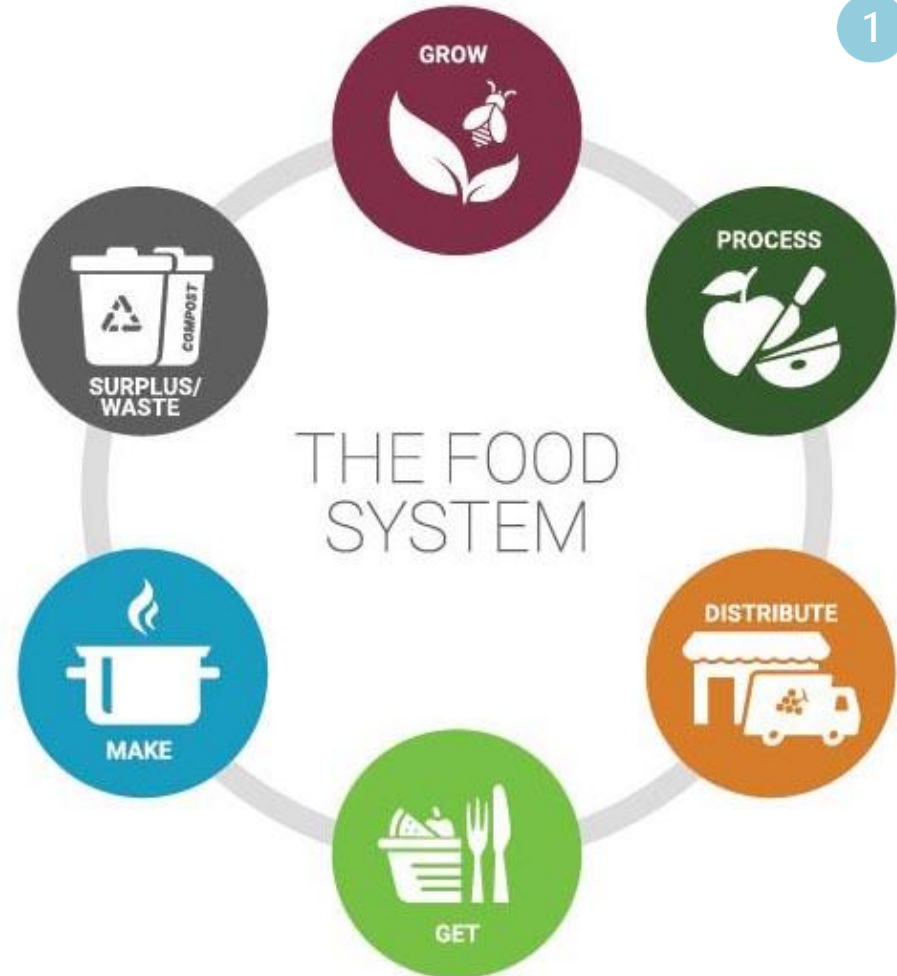 1
GROW
PROCESS
DISTRIBUTE
GET
MAKE
COMPOST
SURPLUS/
WASTE
THE FOOD
SYSTEM